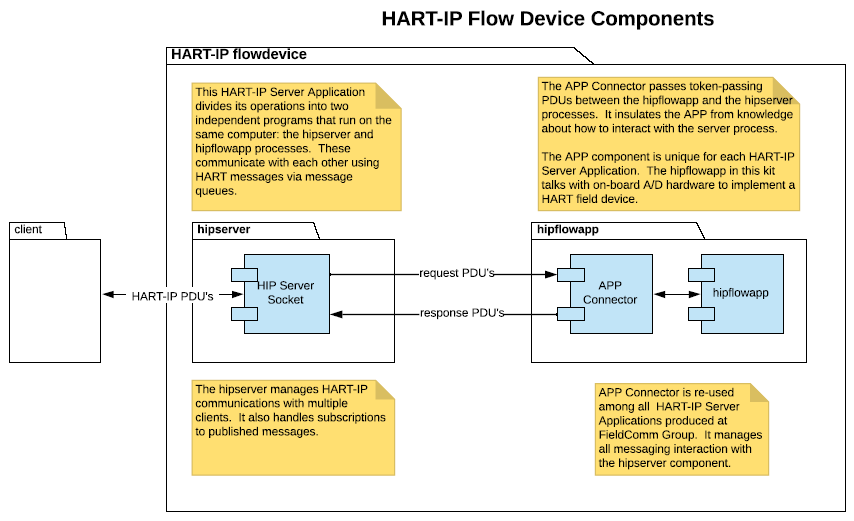 HART-IP Flow Device Components
HART-IP flowdevice
This HART-IP Server Application
divides its operations into two
independent programs that run on the
same computer: the hipserver and
hipflowapp processes.  These
communicate with each other using
HART messages via message
queues.
The APP Connector passes token-passing
PDUs between the hipflowapp and the hipserver
processes.  It insulates the APP from knowledge
about how to interact with the server process.
The APP component is unique for each HART-IP
Server Application.  The hipflowapp in this kit
talks with on-board A/D hardware to implement a
HART field device.
client
hipserver
hipflowapp
HART-IP PDU's
HIP Server
Socket
request PDU's
response PDU's
APP
Connector
hipflowapp
The hipserver manages HART-IP
communications with multiple
clients.  It also handles subscriptions
to published messages.
APP Connector is re-used
among all  HART-IP Server
Applications produced at
FieldComm Group.  It manages
all messaging interaction with
the hipserver component.